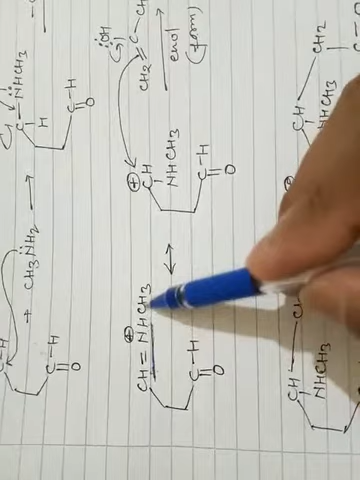 C-H
O
+ CH3NH2 →
C-NHCH3
H
C-H
O
CH=NHCH3
⊕
C-H
O
↔
⊕
CH
NHCH3
C-H
O
OH
CH2=C-CH
enol
(form)
CH
NHCH3
CH
CH2
NHCH3